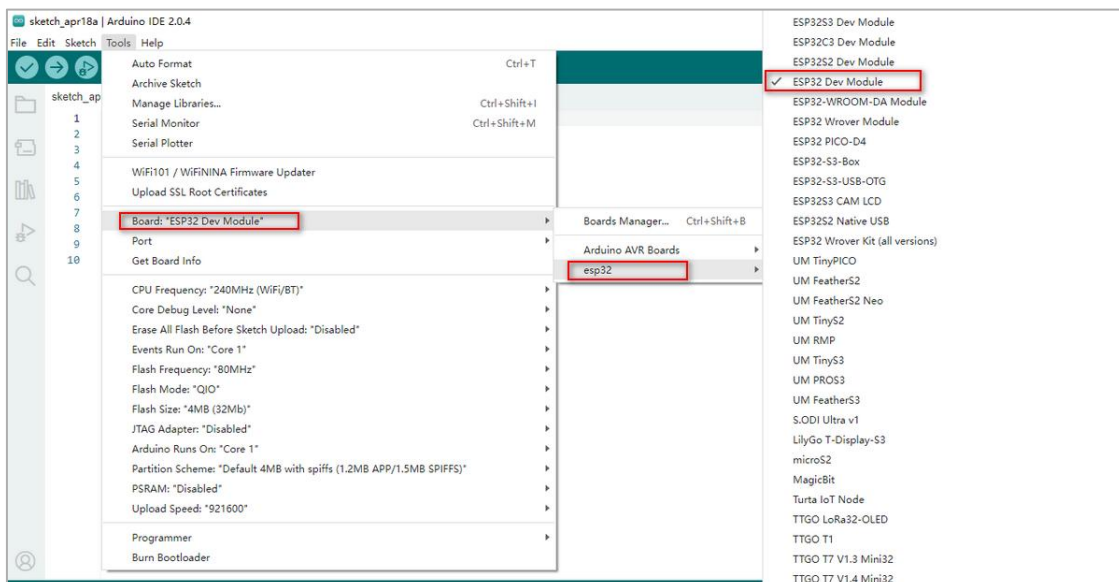 sketch_apr18a | Arduino IDE 2.0.4
File Edit Sketch Tools Help
sketch_ap
1
2
3
4
5
6
7
8
9
10
Auto Format Ctrl+T
Archive Sketch
Manage Libraries... Ctrl+Shift+I
Serial Monitor Ctrl+Shift+M
Serial Plotter
WiFi101 / WiFiNINA Firmware Updater
Upload SSL Root Certificates
Board: "ESP32 Dev Module"
Port
Get Board Info
CPU Frequency: "240MHz (WiFi/BT)"
Core Debug Level: "None"
Erase All Flash Before Sketch Upload: "Disabled"
Events Run On: "Core 1"
Flash Frequency: "80MHz"
Flash Mode: "QIO"
Flash Size: "4MB (32Mb)"
JTAG Adapter: "Disabled"
Arduino Runs On: "Core 1"
Partition Scheme: "Default 4MB with spiffs (1.2MB APP/1.5MB SPIFFS)"
PSRAM: "Disabled"
Upload Speed: "921600"
Programmer
Burn Bootloader
Boards Manager... Ctrl+Shift+B
Arduino AVR Boards
esp32
ESP32S3 Dev Module
ESP32C3 Dev Module
ESP32S2 Dev Module
ESP32 Dev Module
ESP32-WROOM-DA Module
ESP32 Wrover Module
ESP32 PICO-D4
ESP32-S3-Box
ESP32-S3-USB-OTG
ESP32S3 CAM LCD
ESP32S2 Native USB
ESP32 Wrover Kit (all versions)
UM TinyPICO
UM FeatherS2
UM FeatherS2 Neo
UM TinyS2
UM RMP
UM TinyS3
UM PROS3
UM FeatherS3
S.ODI Ultra v1
LilyGo T-Display-S3
microS2
MagicBit
Turta IoT Node
TTGO LoRa32-OLED
TTGO T1
TTGO T7 V1.3 Mini32
TTGO T7 V1.4 Mini32